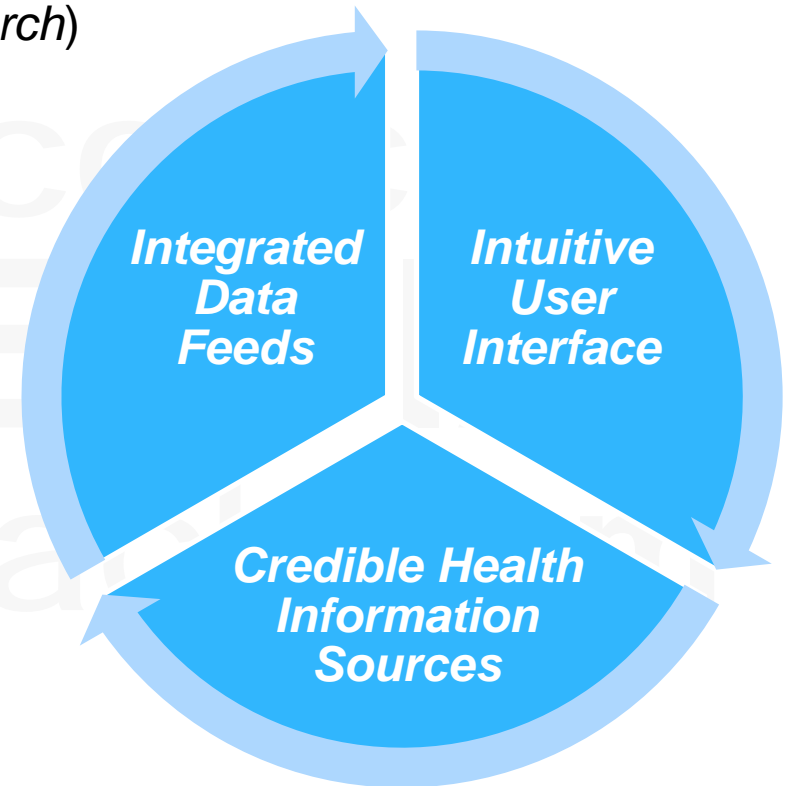 rch)
Integrated
Data
Feeds
Intuitive
User
Interface
Credible Health
Information
Sources